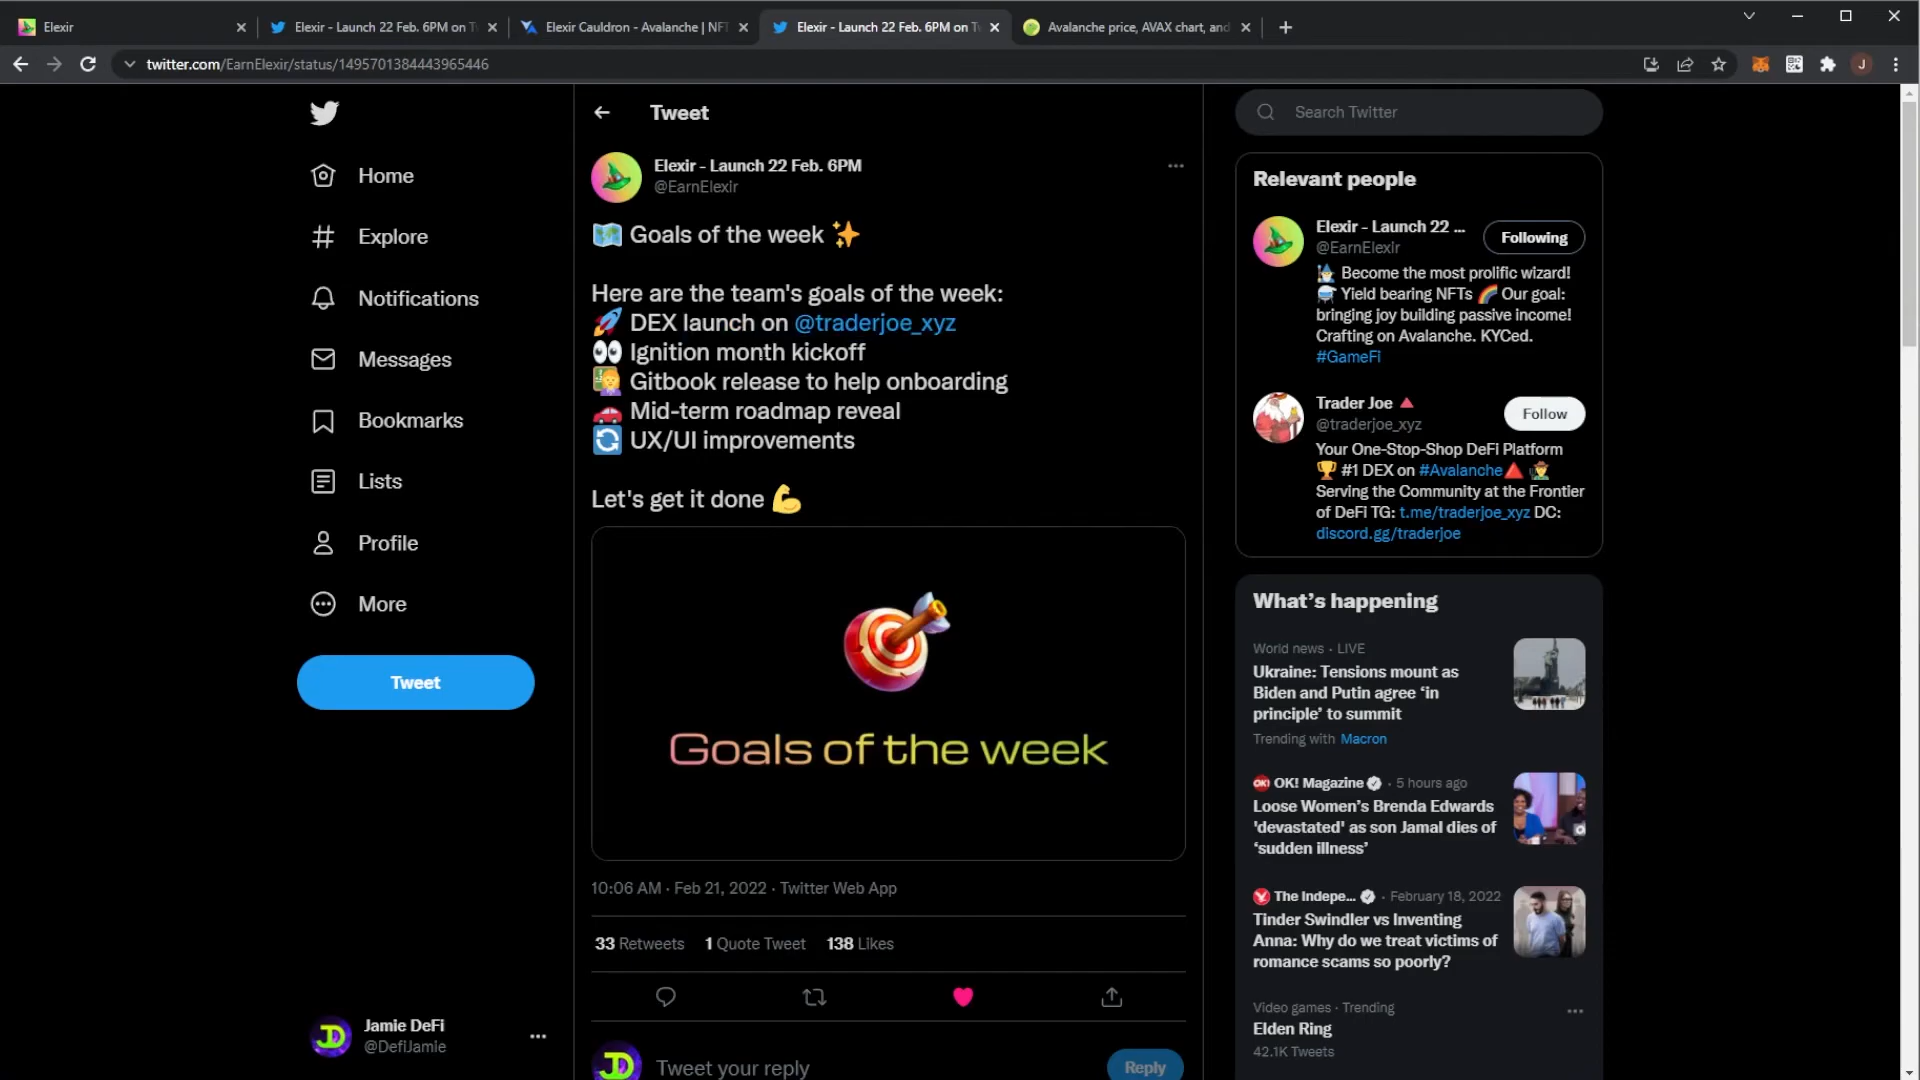 Elexir
Elexir - Launch 22 Feb. 6PM on T
Elexir Cauldron - Avalanche | NFT
Elexir - Launch 22 Feb. 6PM on T
Avalanche price, AVAX chart, and
twitter.com/EarnElexir/status/1495701384443965446
J
Home
Explore
Notifications
Messages
Bookmarks
Lists
Profile
More
Tweet
Jamie DeFi
@DefiJamie
Tweet
Elexir - Launch 22 Feb. 6PM
@EarnElexir
Goals of the week
Here are the team's goals of the week:
DEX launch on @traderjoe_xyz
Ignition month kickoff
Gitbook release to help onboarding
Mid-term roadmap reveal
UX/UI improvements
Let's get it done
Goals of the week
10:06 AM · Feb 21, 2022 · Twitter Web App
33 Retweets 1 Quote Tweet 138 Likes
JD Tweet your reply Reply
Search Twitter
Relevant people
Elexir - Launch 22 ... Following
@EarnElexir
Become the most prolific wizard!
Yield bearing NFTs Our goal:
bringing joy building passive income!
Crafting on Avalanche. KYCed.
#GameFi
Trader Joe Follow
@traderjoe_xyz
Your One-Stop-Shop DeFi Platform
#1 DEX on #Avalanche
Serving the Community at the Frontier
of DeFi TG: t.me/traderjoe_xyz DC:
discord.gg/traderjoe
What's happening
World news · LIVE
Ukraine: Tensions mount as
Biden and Putin agree 'in
principle' to summit
Trending with Macron
OK! Magazine · 5 hours ago
Loose Women's Brenda Edwards
'devastated' as son Jamal dies of
'sudden illness'
The Indepe... · February 18, 2022
Tinder Swindler vs Inventing
Anna: Why do we treat victims of
romance scams so poorly?
Video games · Trending
Elden Ring
42.1K Tweets